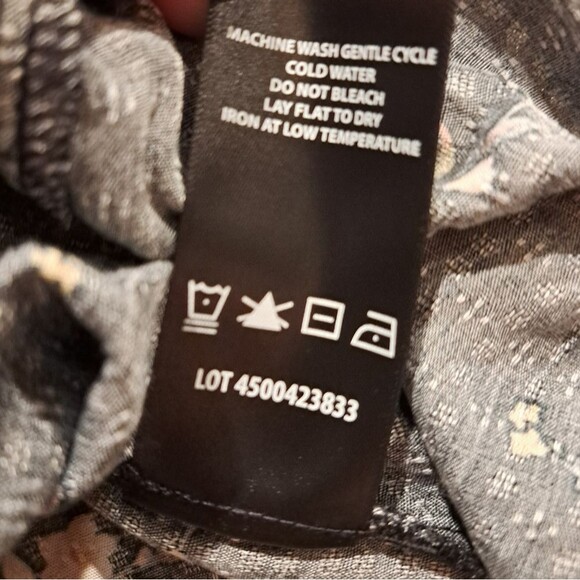 MACHINE WASH GENTLE CYCLE
COLD WATER
DO NOT BLEACH
LAY FLAT TO DRY
IRON AT LOW TEMPERATURE
LOT 4500423833